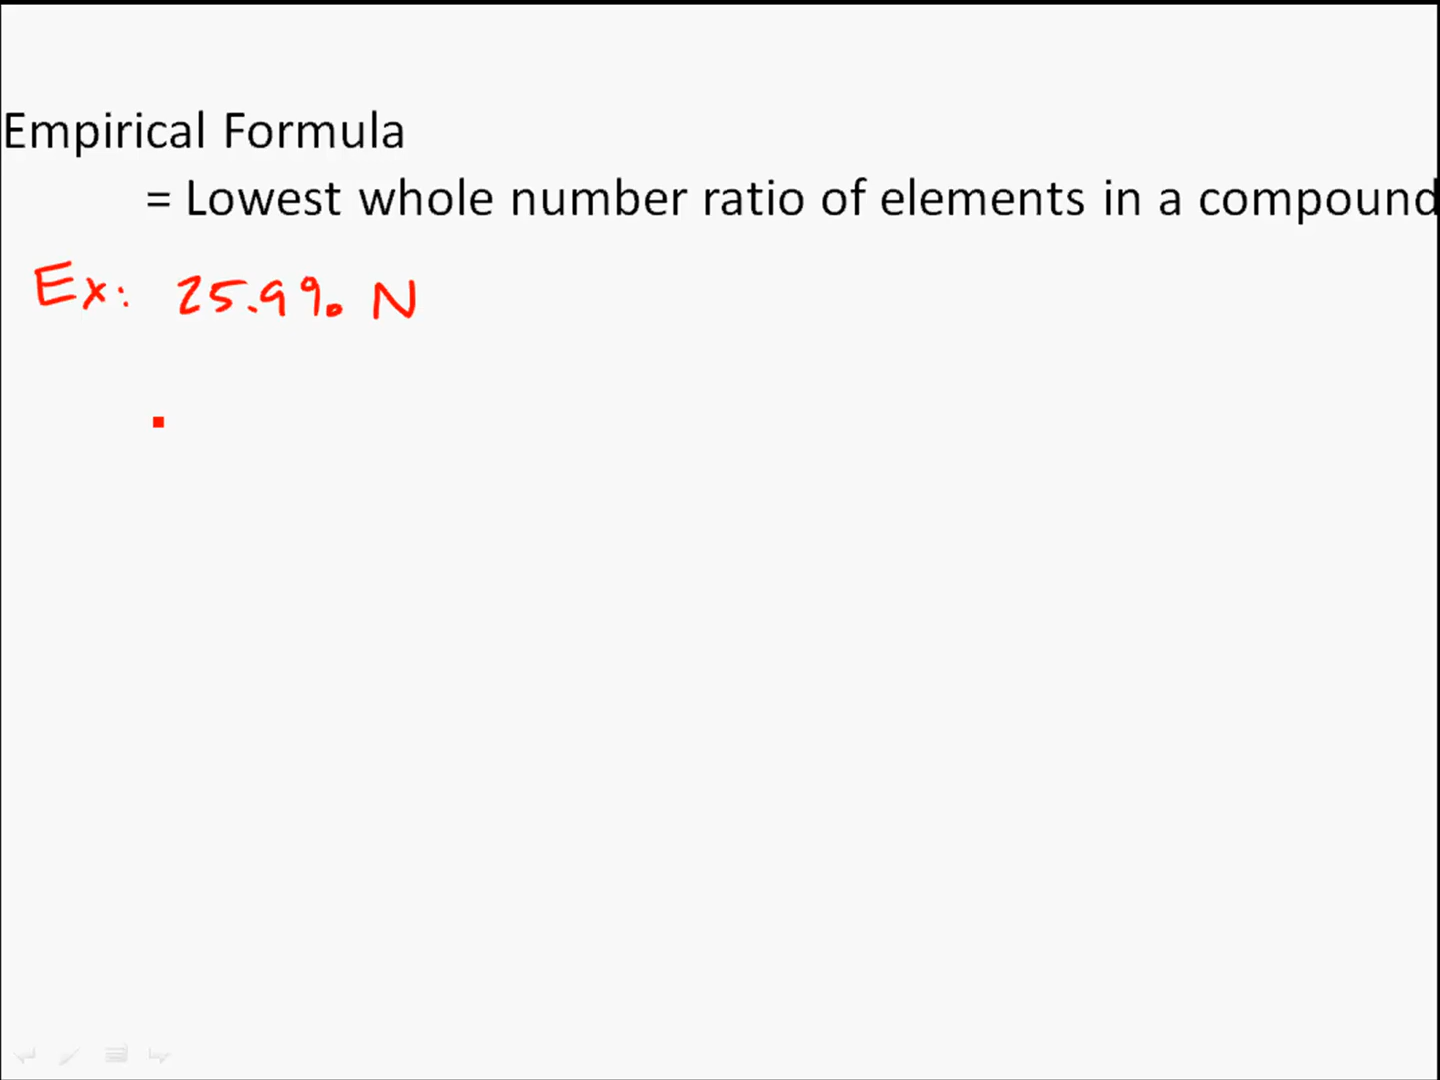 Empirical Formula
= Lowest whole number ratio of elements in a compound
Ex: 25.9% N